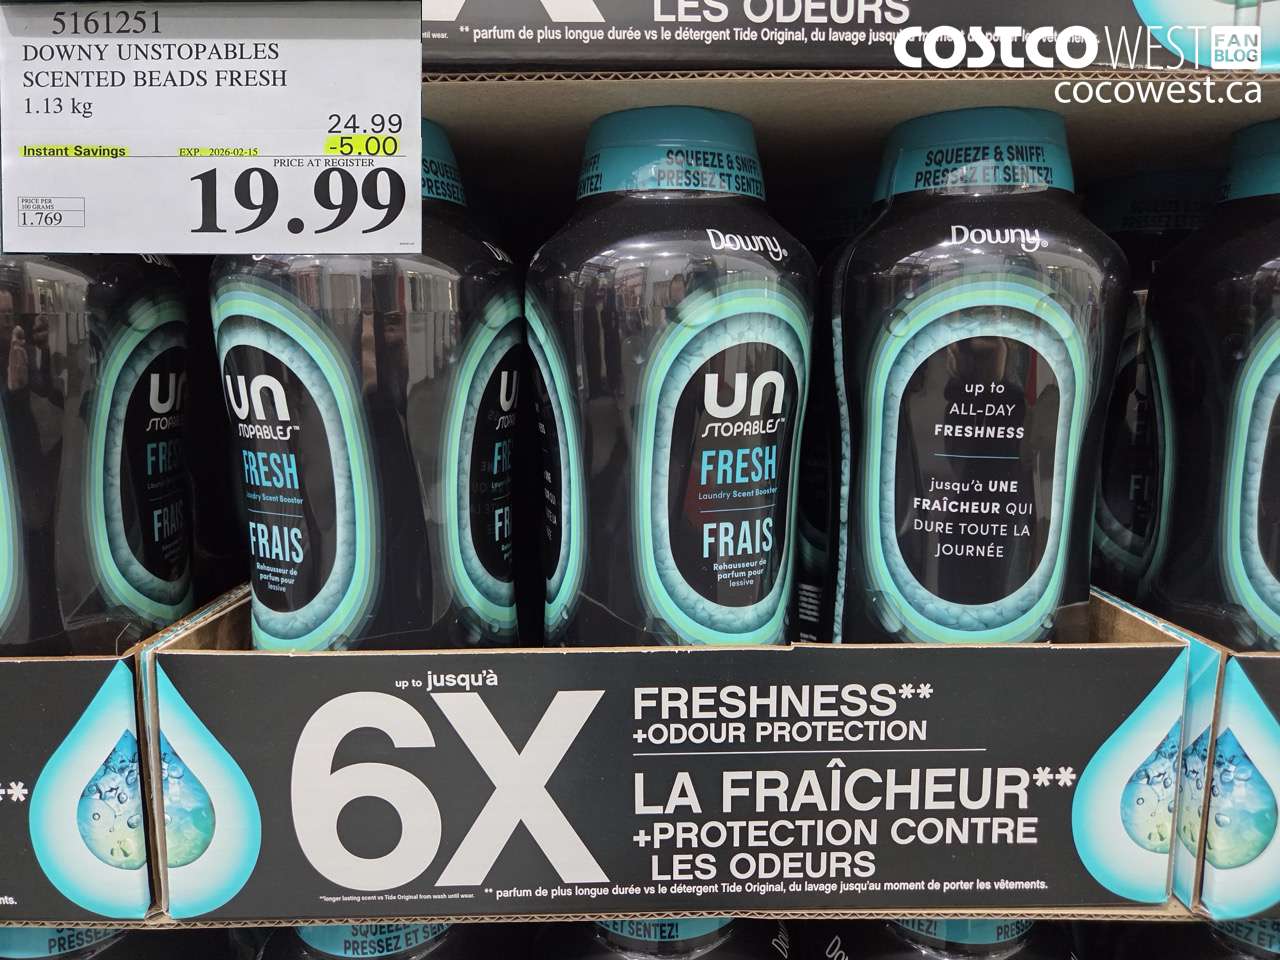 5161251
DOWNY UNSTOPABLES
SCENTED BEADS FRESH
1.13 kg
24.99
Instant Savings EXP. 2026-02-15 -5.00
PRICE AT REGISTER
19.99
PRICE PER
100 GRAMS
1.769
LES ODEURS
** parfum de plus longue durée vs le détergent Tide Original, du lavage jusqu'au moment de porter les vêtements.
COSTCO WEST FAN BLOG
cocowest.ca
SQUEEZE & SNIFF!
PRESSEZ ET SENTEZ!
SQUEEZE & SNIFF!
PRESSEZ ET SENTEZ!
Downy
Downy
UN
STOPABLES™
FRESH
Laundry Scent Booster
FRAIS
Rehausseur de
parfum pour
lessive
UN
STOPABLES™
FRESH
Laundry Scent Booster
FRAIS
Rehausseur de
parfum pour
lessive
up to
ALL-DAY
FRESHNESS
jusqu'à UNE
FRAÎCHEUR QUI
DURE TOUTE LA
JOURNÉE
up to jusqu'à
6X
FRESHNESS**
+ODOUR PROTECTION
LA FRAÎCHEUR**
+PROTECTION CONTRE
LES ODEURS
**longer lasting scent vs Tide Original from wash until wear.
** parfum de plus longue durée vs le détergent Tide Original, du lavage jusqu'au moment de porter les vêtements.